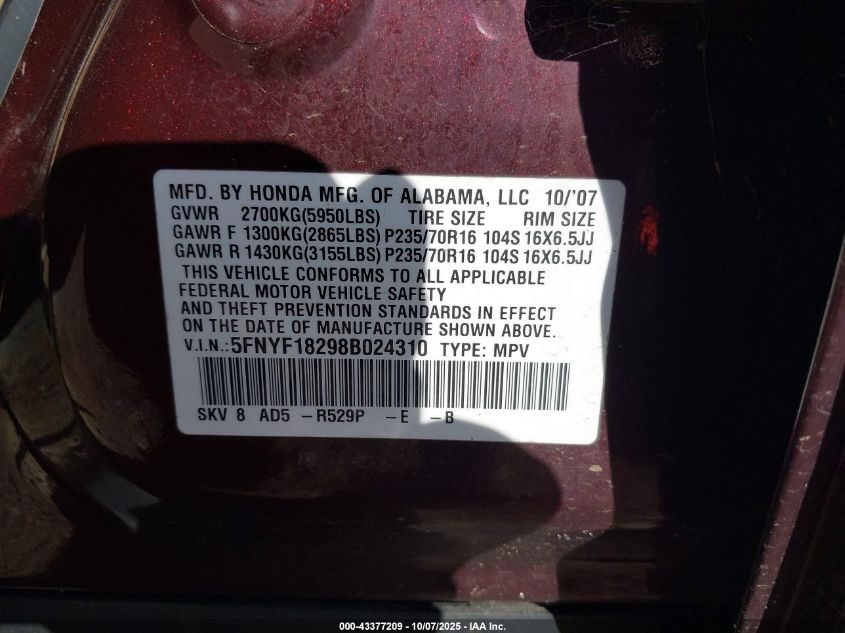 MFD. BY HONDA MFG. OF ALABAMA, LLC 10/'07
GVWR 2700KG(5950LBS) TIRE SIZE RIM SIZE
GAWR F 1300KG(2865LBS) P235/70R16 104S 16X6.5JJ
GAWR R 1430KG(3155LBS) P235/70R16 104S 16X6.5JJ
THIS VEHICLE CONFORMS TO ALL APPLICABLE
FEDERAL MOTOR VEHICLE SAFETY
AND THEFT PREVENTION STANDARDS IN EFFECT
ON THE DATE OF MANUFACTURE SHOWN ABOVE.
V.I.N.: 5FNYF18298B024310 TYPE: MPV
SKV 8 AD5 -R529P -E -B
000-43377209 - 10/07/2025 - IAA Inc.